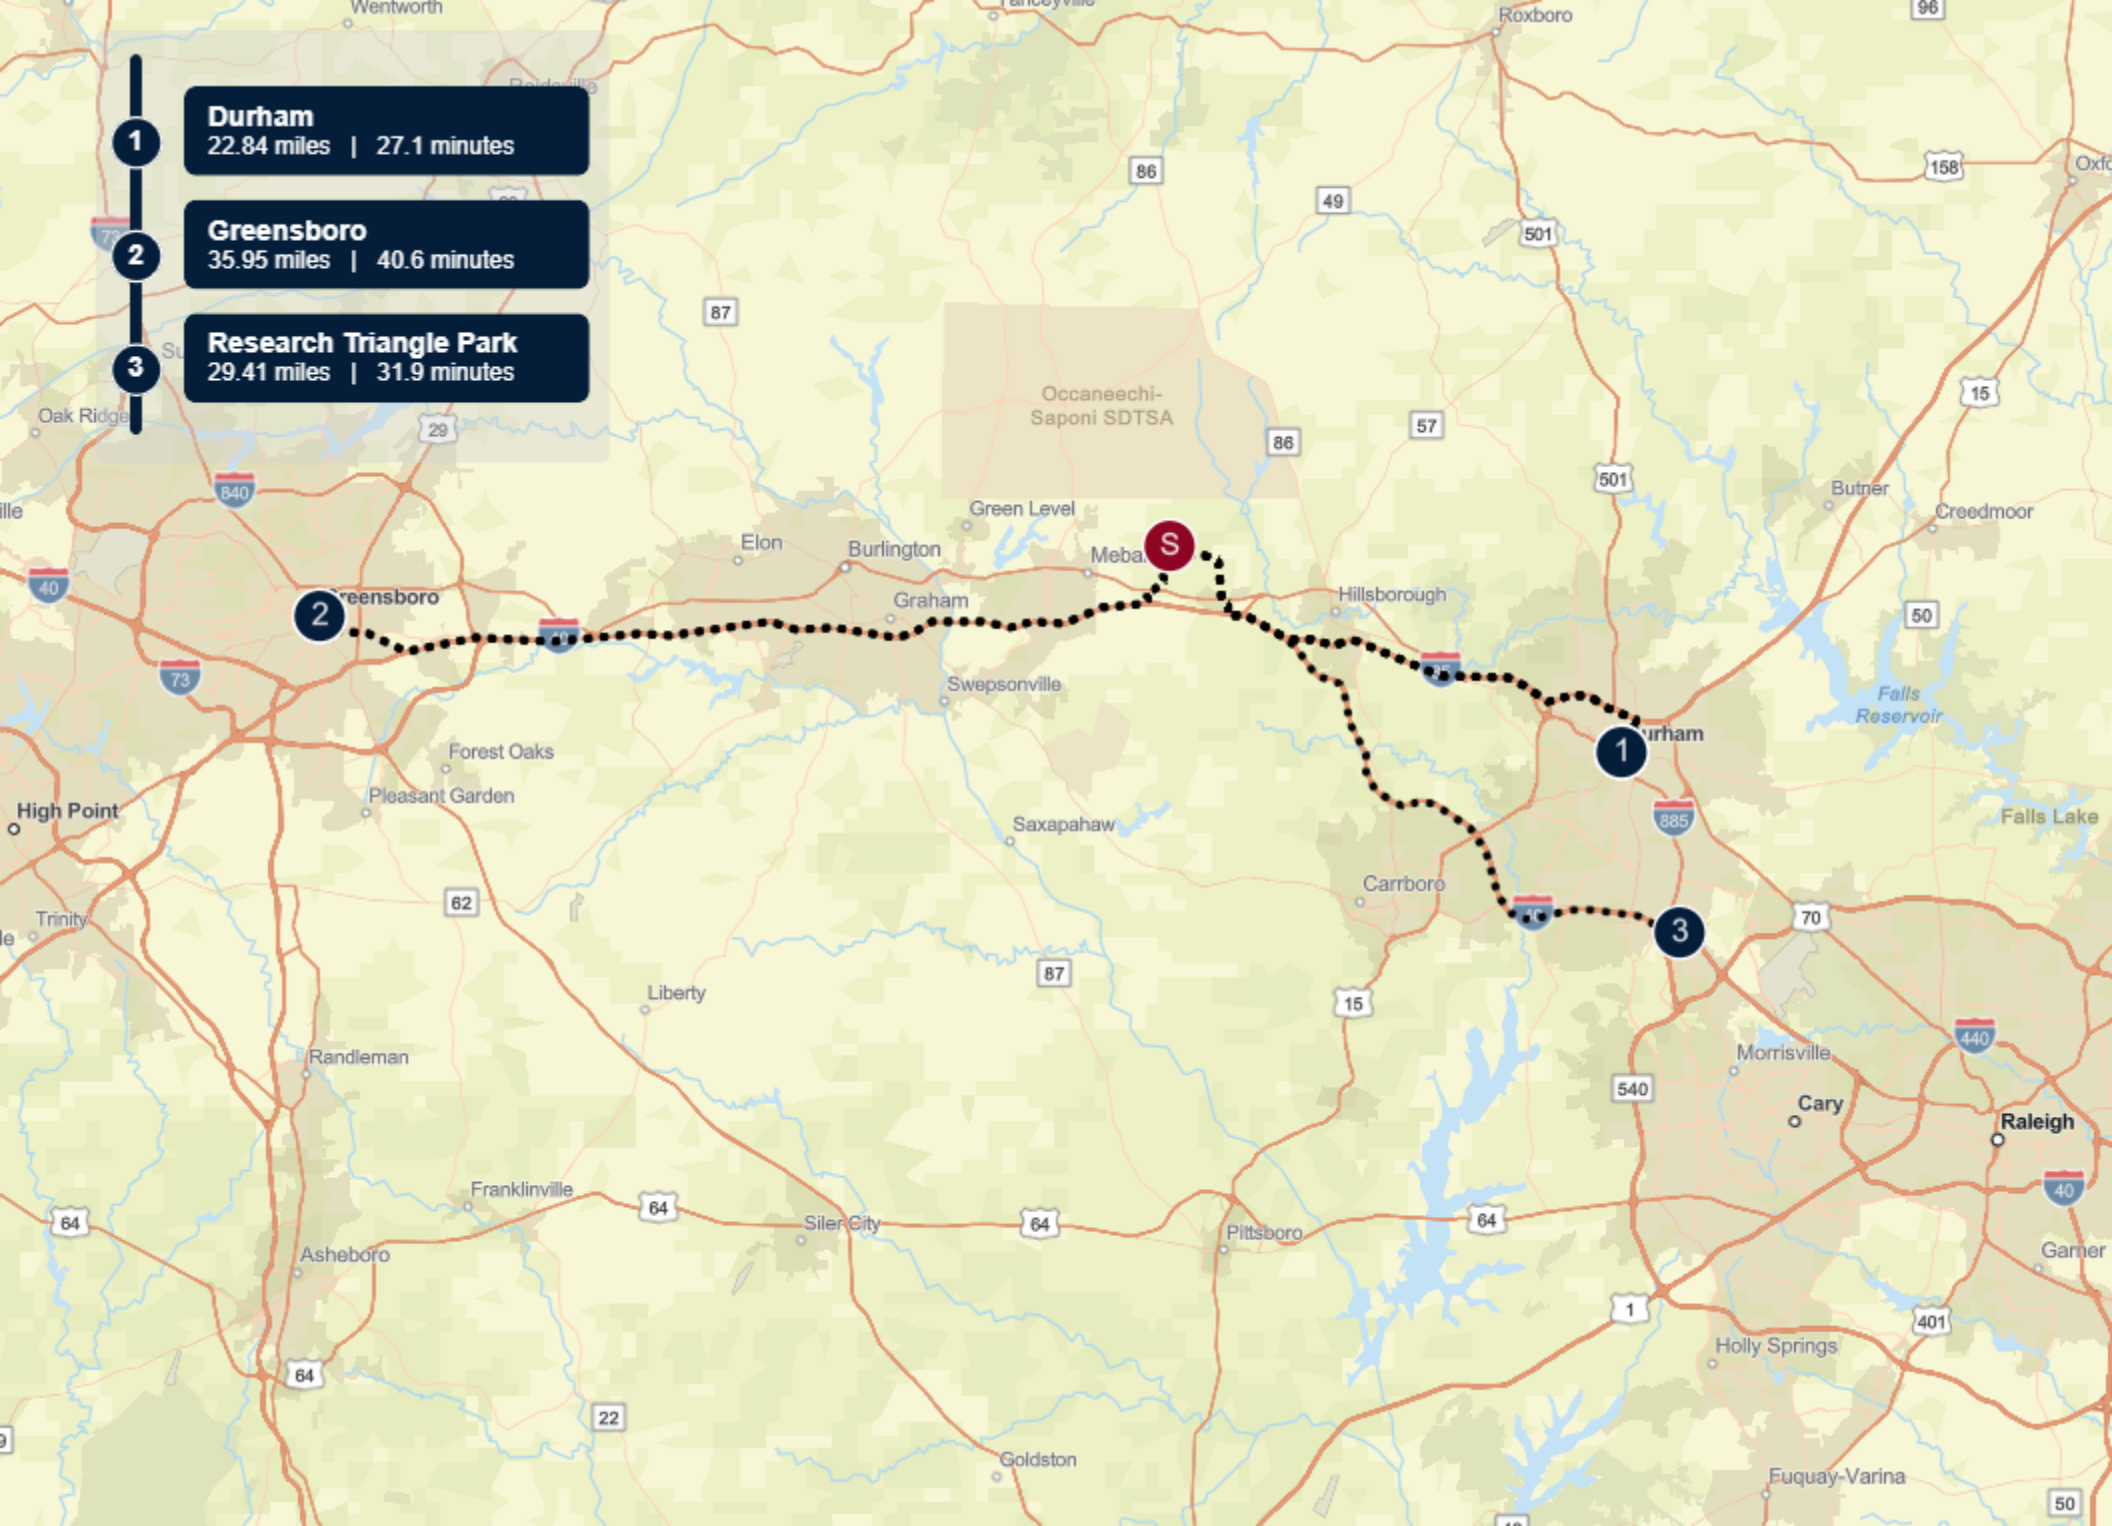 Wentworth
Roxboro
96
Durham
22.84 miles | 27.1 minutes
1
86
158
49
Greensboro
35.95 miles | 40.6 minutes
2
73
501
87
Research Triangle Park
29.41 miles | 31.9 minutes
3
Occaneechi-
Saponi SDTSA
15
Oak Ridge
29
86
57
501
840
Butner
Creedmoor
Green Level
Elon
Burlington
S
40
Graham
Hillsborough
50
2
73
Swepsonville
Falls
Reservoir
1
Forest Oaks
Pleasant Garden
High Point
885
Falls Lake
Saxapahaw
Carrboro
62
Trinity
70
3
87
Liberty
15
440
Randleman
Morrisville
540
Cary
Raleigh
40
Franklinville
64
64
Siler City
64
Pittsboro
64
Asheboro
Garner
1
401
Holly Springs
64
22
Goldston
Fuquay-Varina
50